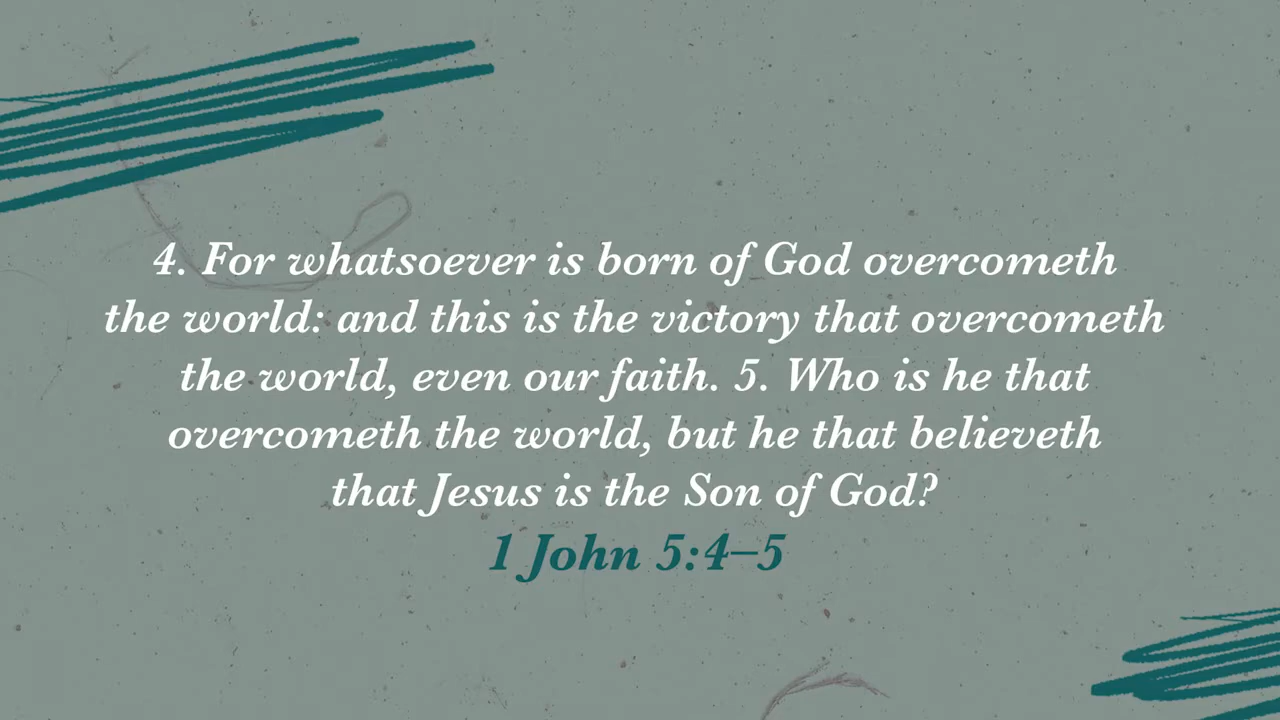 4. For whatsoever is born of God overcometh
the world: and this is the victory that overcometh
the world, even our faith. 5. Who is he that
overcometh the world, but he that believeth
that Jesus is the Son of God?
1 John 5:4–5